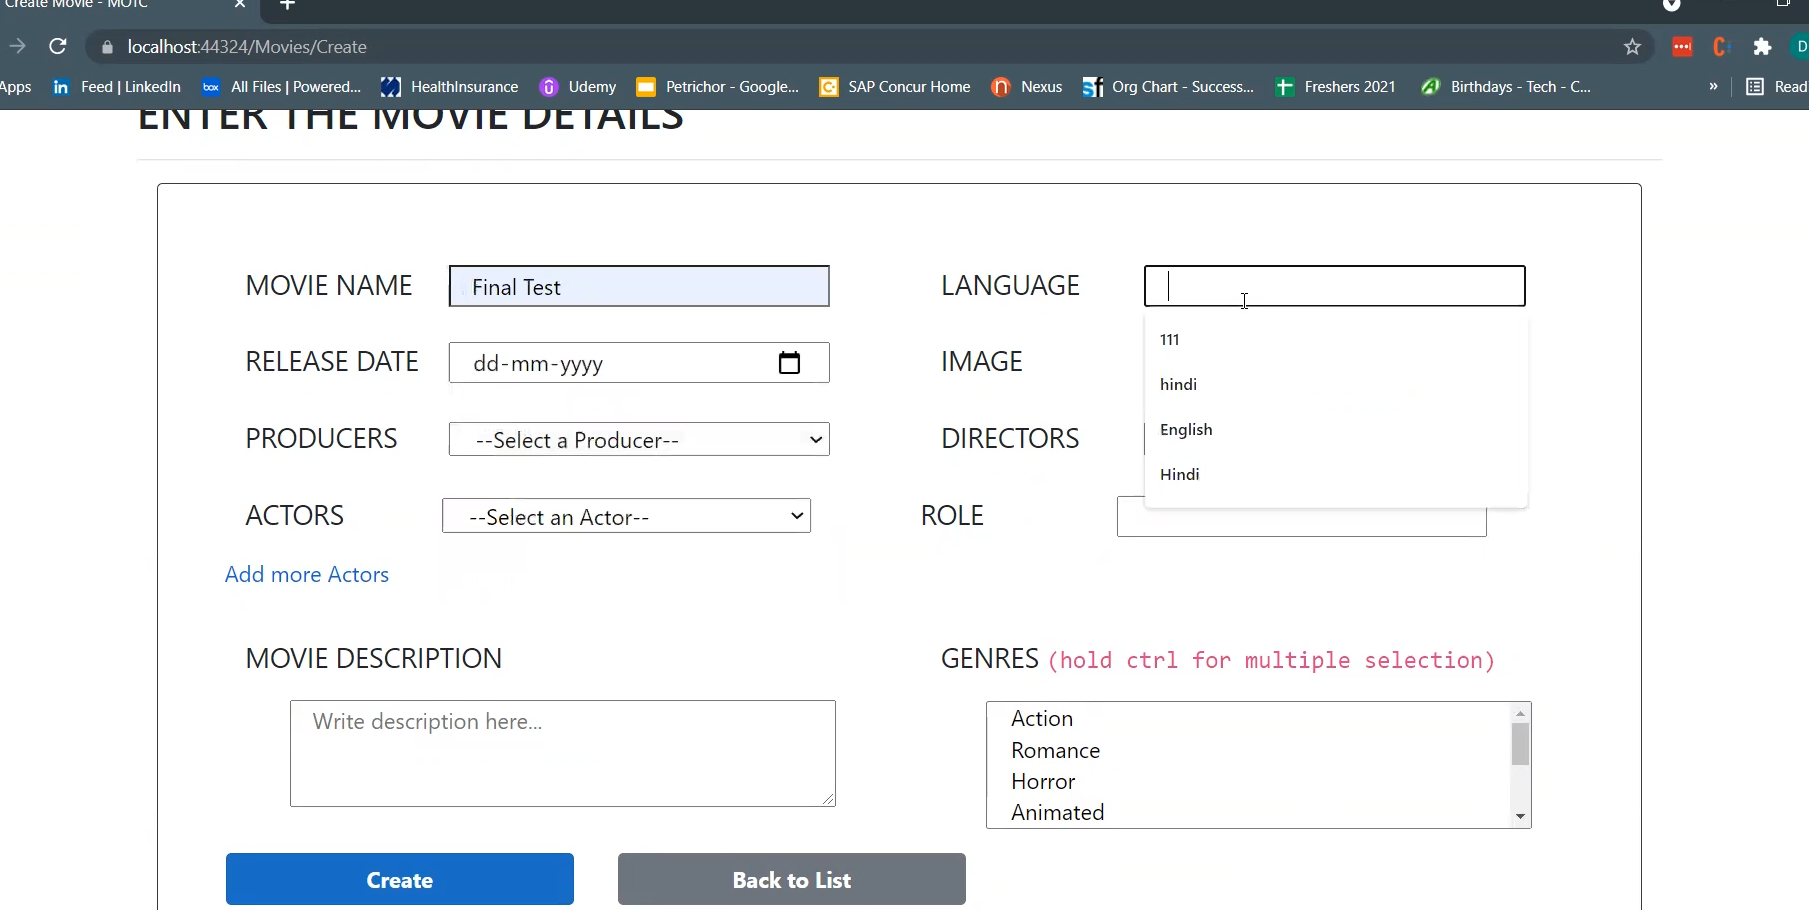 Create Movie - MOTC
localhost:44324/Movies/Create
D
Apps
in Feed | LinkedIn
box All Files | Powered...
HealthInsurance
Udemy
Petrichor - Google...
SAP Concur Home
Nexus
Org Chart - Success...
Freshers 2021
Birthdays - Tech - C...
»
Read
ENTER THE MOVIE DETAILS
MOVIE NAME
Final Test
LANGUAGE
111
hindi
English
Hindi
RELEASE DATE
dd-mm-yyyy
IMAGE
PRODUCERS
--Select a Producer--
DIRECTORS
ACTORS
--Select an Actor--
ROLE
Add more Actors
MOVIE DESCRIPTION
Write description here...
GENRES (hold ctrl for multiple selection)
Action
Romance
Horror
Animated
Create
Back to List